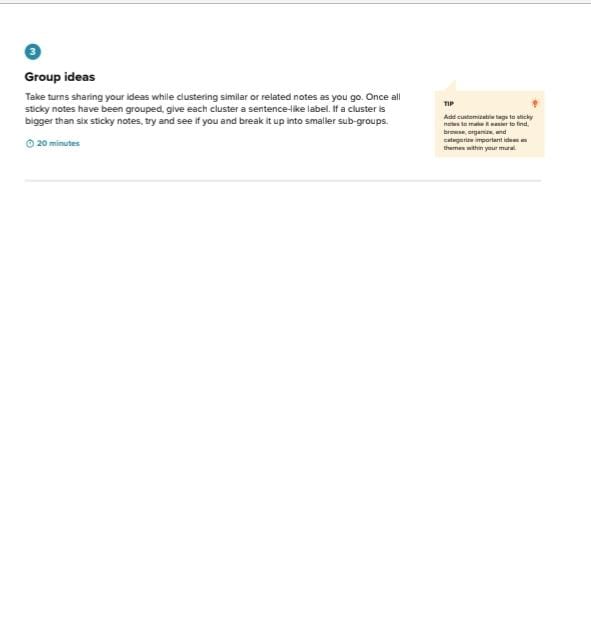 3
Group ideas
Take turns sharing your ideas while clustering similar or related notes as you go. Once all
sticky notes have been grouped, give each cluster a sentence-like label. If a cluster is
bigger than six sticky notes, try and see if you and break it up into smaller sub-groups.
20 minutes
TIP
Add customizable tags to sticky
notes to make it easier to find,
browse, organize, and
categorize important ideas as
themes within your mural.